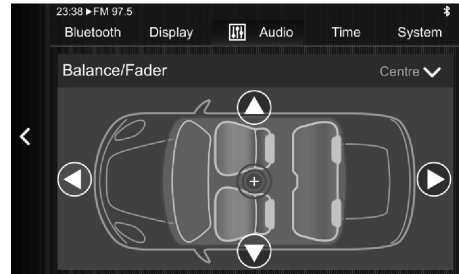 23:38 ►FM 97.5
Bluetooth Display Audio Time System
Balance/Fader Centre